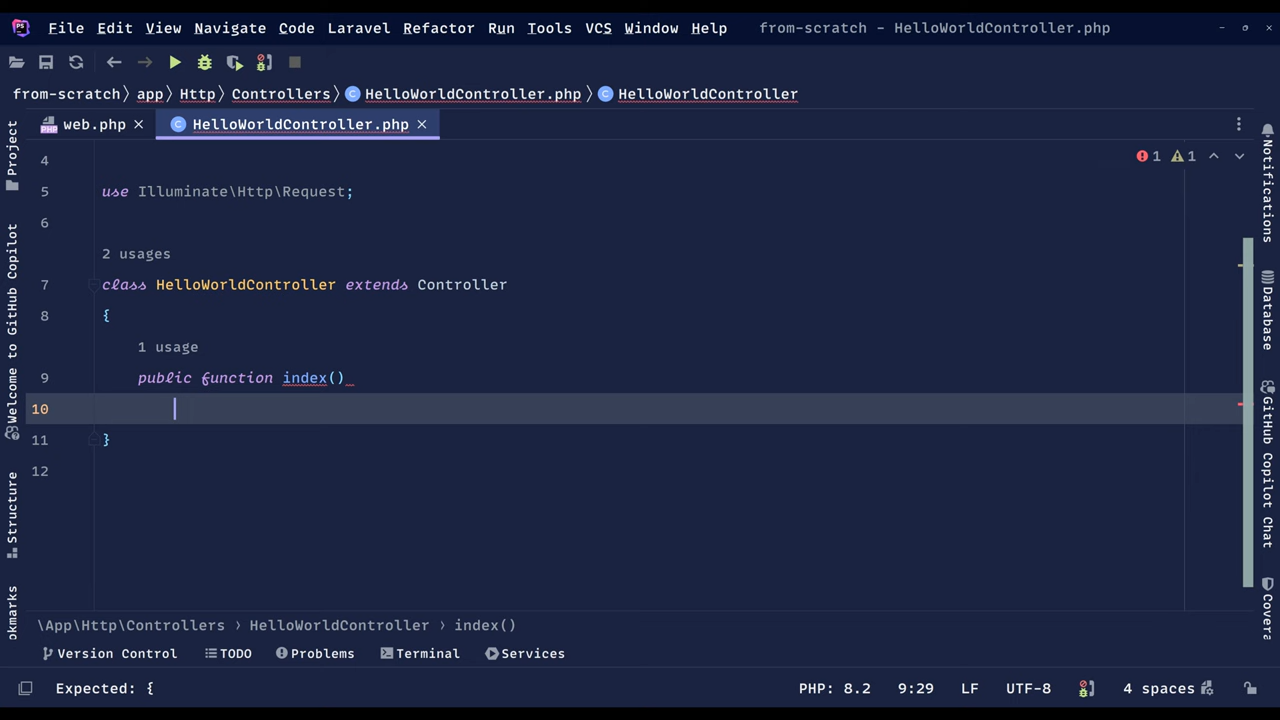 PS File Edit View Navigate Code Laravel Refactor Run Tools VCS Window Help from-scratch – HelloWorldController.php
from-scratch app Http Controllers C HelloWorldController.php C HelloWorldController
PHP web.php C HelloWorldController.php
1 1
4
5 use Illuminate\Http\Request;
6
2 usages
7 class HelloWorldController extends Controller
8 {
1 usage
9 public function index()
10
11 }
12
\App\Http\Controllers › HelloWorldController › index()
Version Control TODO Problems Terminal Services
Expected: { PHP: 8.2 9:29 LF UTF-8 4 spaces
Project
Welcome to GitHub Copilot
Structure
okmarks
Notifications
Database
GitHub Copilot Chat
Covera